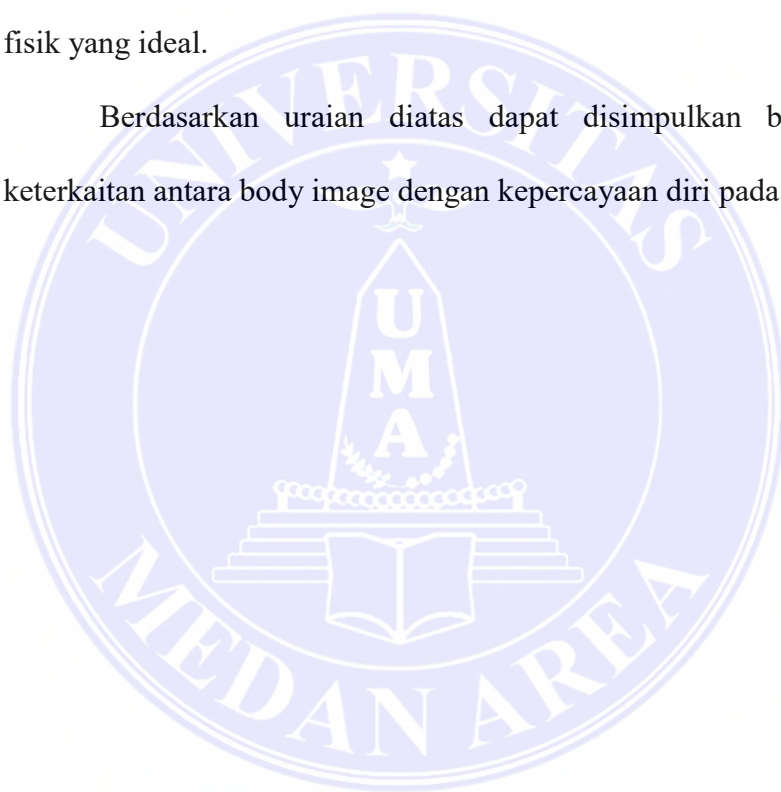 fisik yang ideal.
Berdasarkan uraian diatas dapat disimpulkan
keterkaitan antara body image dengan kepercayaan diri pada
UNIVERSITAS
UMA
MEDAN AREA